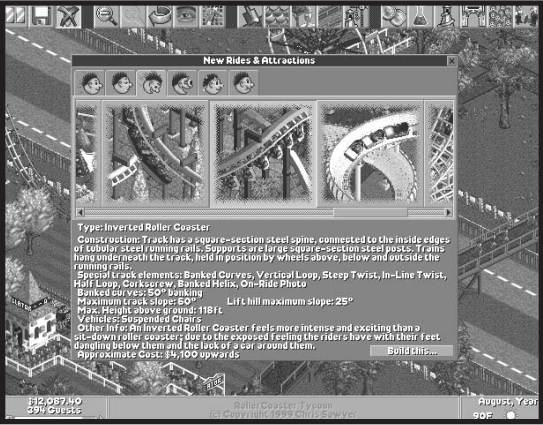 New Rides & Attractions
Type: Inverted Roller Coaster
Construction: Track has a square-section steel spine, connected to the inside edges
of tubular steel running rails. Supports are large square-section steel posts. Trains
hang underneath the track, held in position by wheels above, below and outside the
running rails.
Special track elements: Banked Curves, Vertical Loop, Steep Twist, In-Line Twist,
Half Loop, Corkscrew, Banked Helix, On-Ride Photo
Banked curves: 50° banking
Maximum track slope: 60° Lift hill maximum slope: 25°
Max. Height above ground: 118ft
Vehicles: Suspended Chairs
Other Info: An Inverted Roller Coaster feels more intense and exciting than a
sit-down roller coaster; due to the exposed feeling the riders have with their feet
dangling below them and the lack of a car around them.
Approximate Cost: $4,100 upwards
Build this...
$12,067.40
394 Guests
RollerCoaster Tycoon
(c) Copyright 1999 Chris Sawyer
August, Year
90F